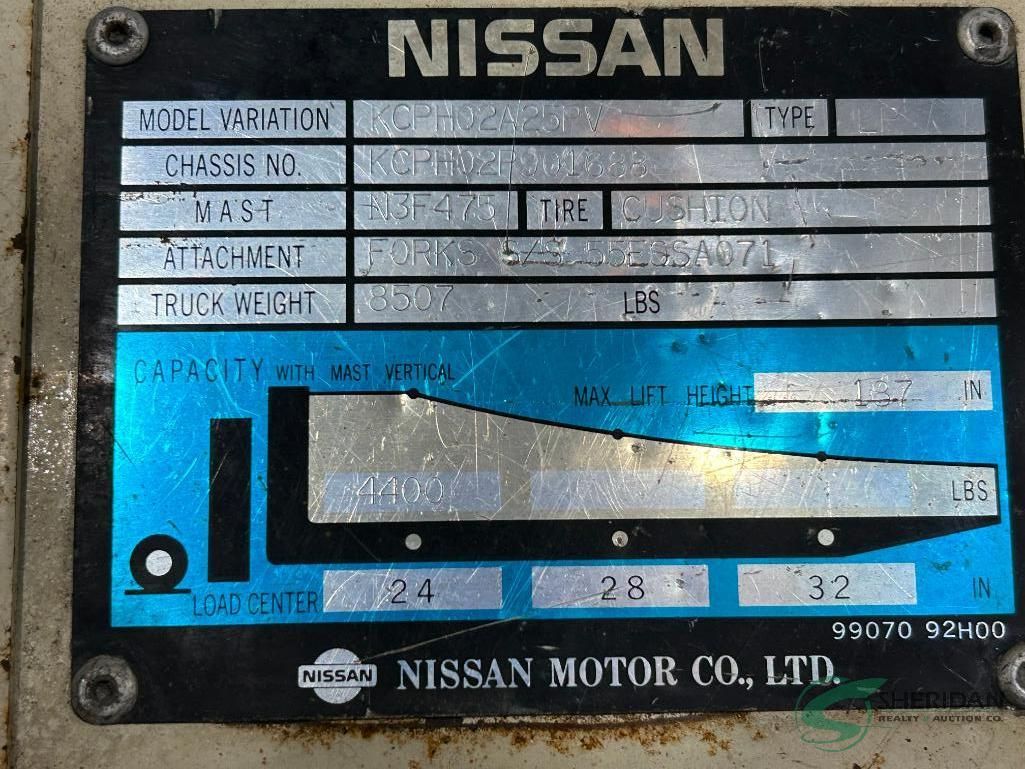 NISSAN
MODEL VARIATION KCPH02A25PV TYPE LP
CHASSIS NO.
MAST N3F475 TIRE CUSHION
ATTACHMENT FORKS S/S 55ESSA071
TRUCK WEIGHT 8507 LBS
CAPACITY WITH MAST VERTICAL
MAX. LIFT HEIGHT 187 IN
4400 LBS
LOAD CENTER 24 28 32 IN
99070 92H00
NISSAN NISSAN MOTOR CO., LTD.
SHERIDAN
REALTY & AUCTION CO.